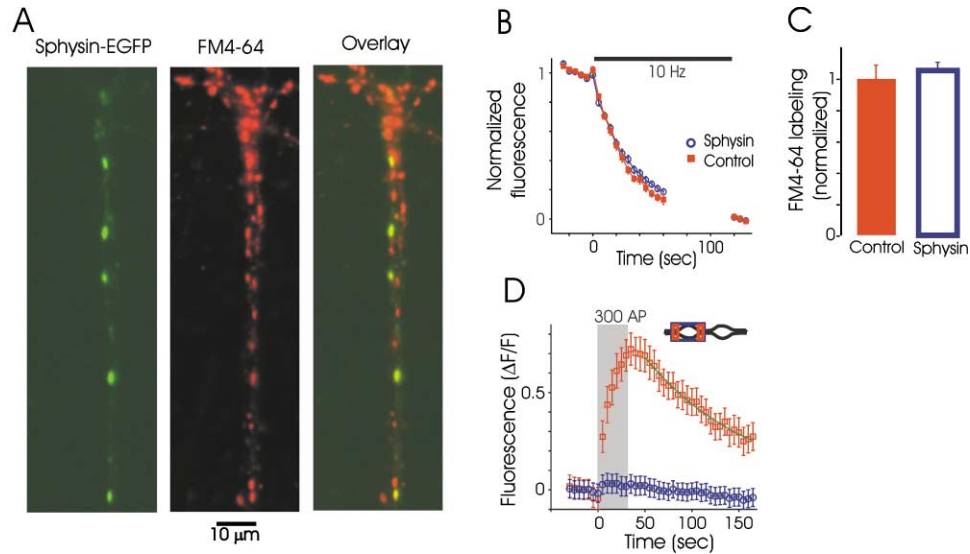 A
Sphysin-EGFP
FM4-64
Overlay
10 μm
B
Normalized
fluorescence
1
0
10 Hz
Sphysin
Control
0
100
Time (sec)
C
FM4-64 labeling
(normalized)
1
0
Control
Sphysin
D
300 AP
Fluorescence (ΔF/F)
0.5
0
0
50
100
150
Time (sec)